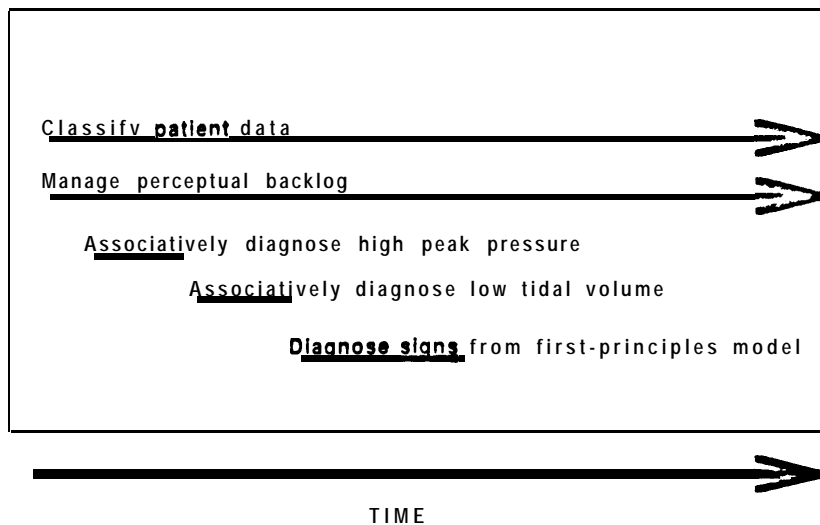 Classify patient data
Manage perceptual backlog
Associatively diagnose high peak pressure
Associatively diagnose low tidal volume
Diagnose signs from first-principles model
TIME